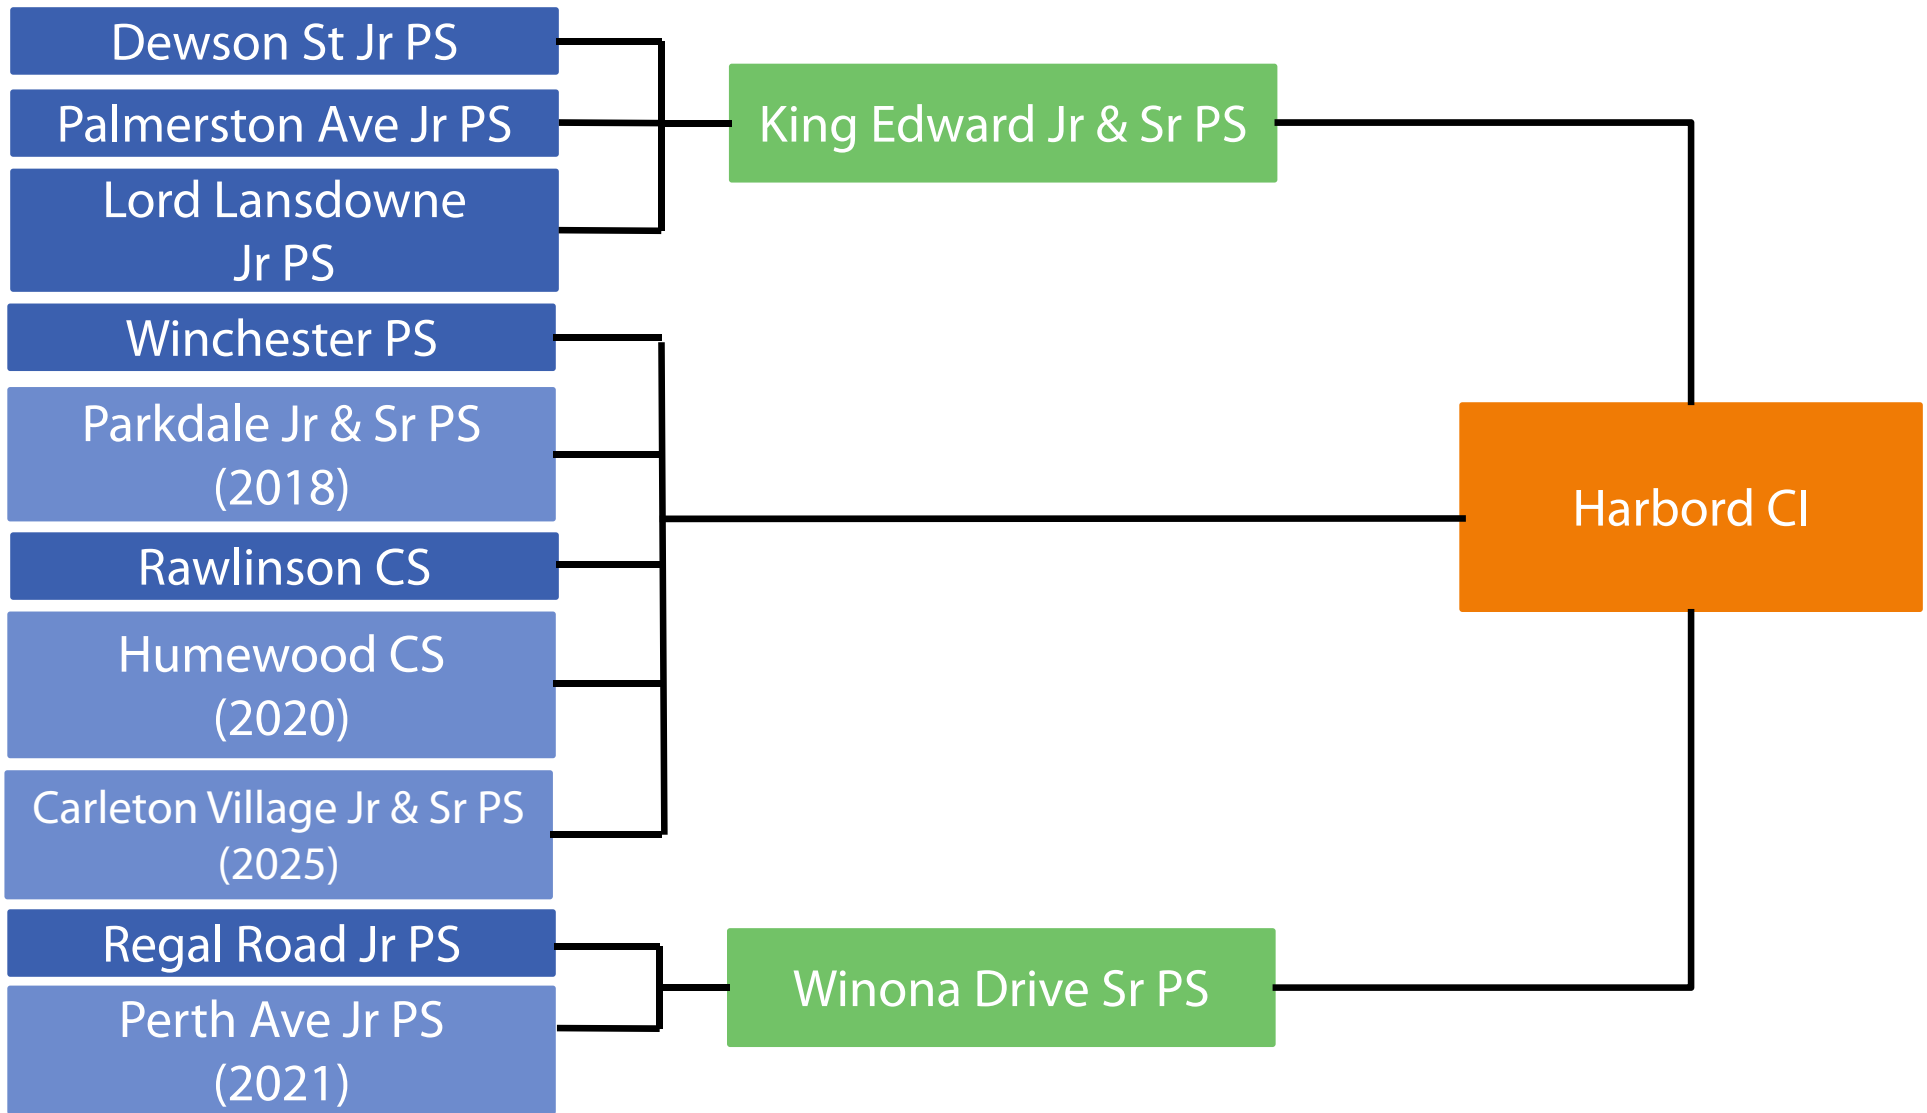 Dewson St Jr PS
Palmerston Ave Jr PS
Lord Lansdowne
Jr PS
Winchester PS
Parkdale Jr & Sr PS
(2018)
Rawlinson CS
Humewood CS
(2020)
Carleton Village Jr & Sr PS
(2025)
Regal Road Jr PS
Perth Ave Jr PS
(2021)
King Edward Jr & Sr PS
Winona Drive Sr PS
Harbord CI